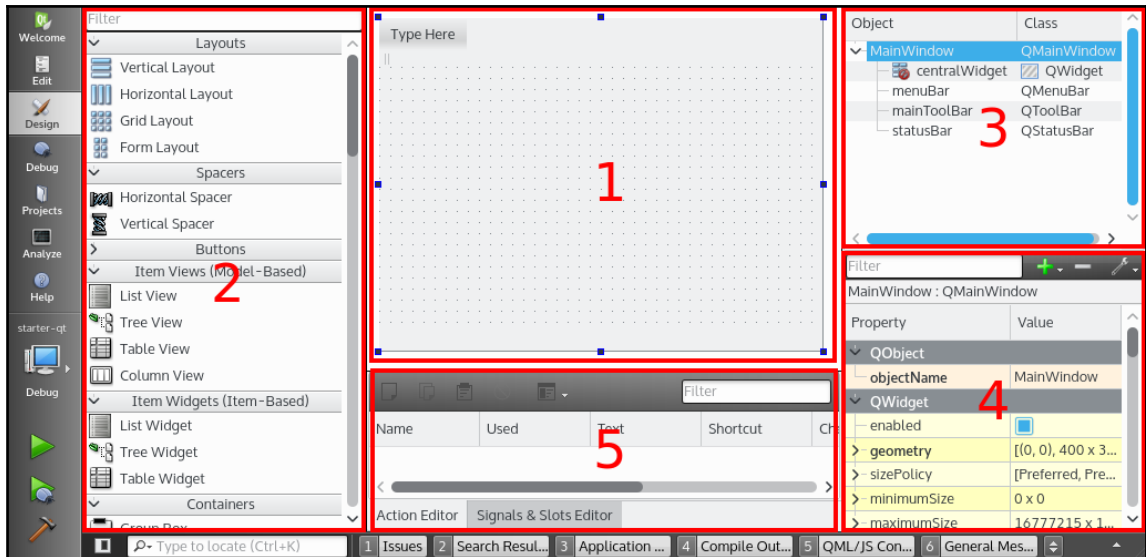 Welcome
Edit
Design
Debug
Projects
Analyze
Help
starter-qt
Debug
Filter
Layouts
Vertical Layout
Horizontal Layout
Grid Layout
Form Layout
Spacers
Horizontal Spacer
Vertical Spacer
Buttons
Item Views (Model-Based)
2
List View
Tree View
Table View
Column View
Item Widgets (Item-Based)
List Widget
Tree Widget
Table Widget
Containers
Group Box
Type Here
1
Filter
Name Used Text Shortcut Che
5
Action Editor Signals & Slots Editor
Object Class
MainWindow QMainWindow
centralWidget QWidget
menuBar QMenuBar
mainToolBar QToolBar
3
statusBar QStatusBar
Filter
MainWindow : QMainWindow
Property Value
QObject
objectName MainWindow
QWidget
4
enabled
geometry [(0, 0), 400 x 3...
sizePolicy [Preferred, Pre...
minimumSize 0 x 0
maximumSize 16777215 x 1...
Type to locate (Ctrl+K) 1 Issues 2 Search Resul... 3 Application ... 4 Compile Out... 5 QML/JS Con... 6 General Mes...